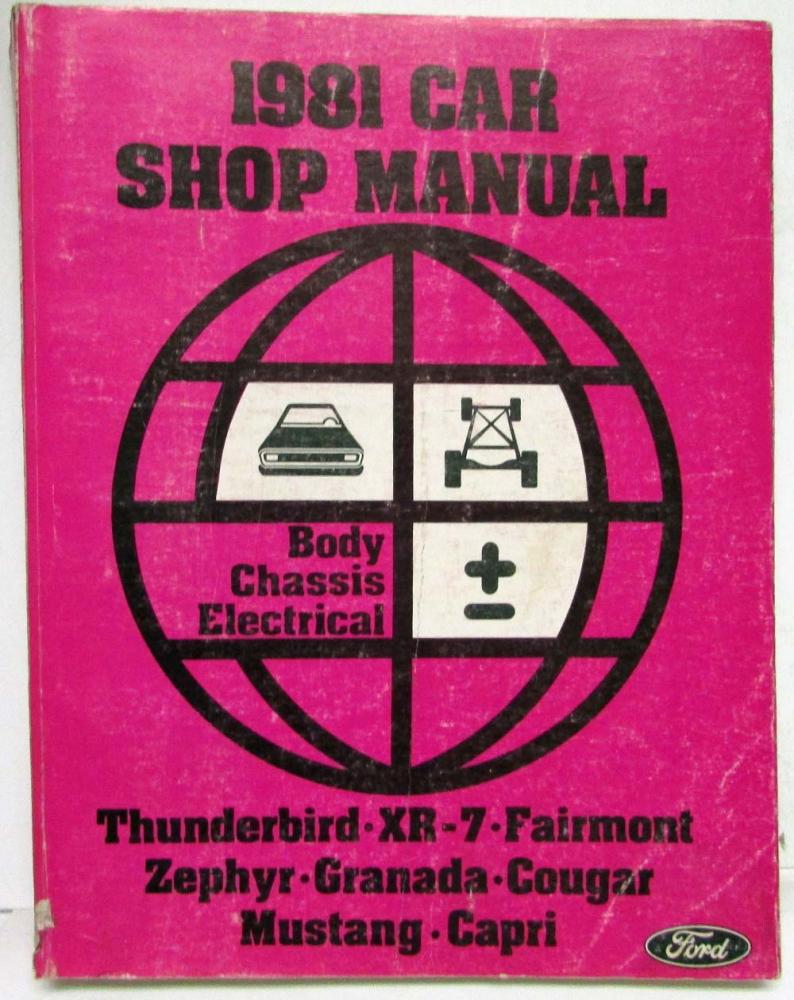 1981 CAR
SHOP MANUAL
Body
Chassis
Electrical
Thunderbird·XR-7·Fairmont
Zephyr·Granada·Cougar
Mustang·Capri
Ford